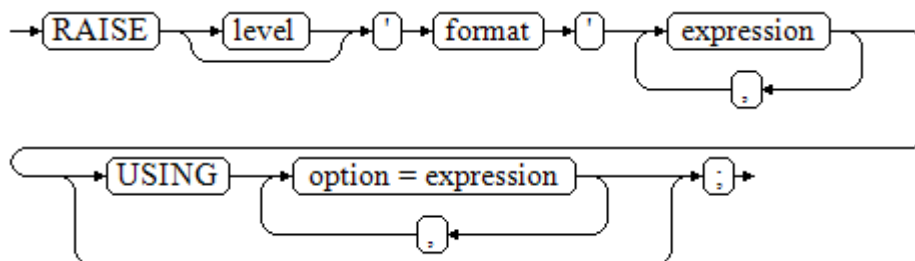 RAISE level ' format ' expression
,
USING option = expression ;
,